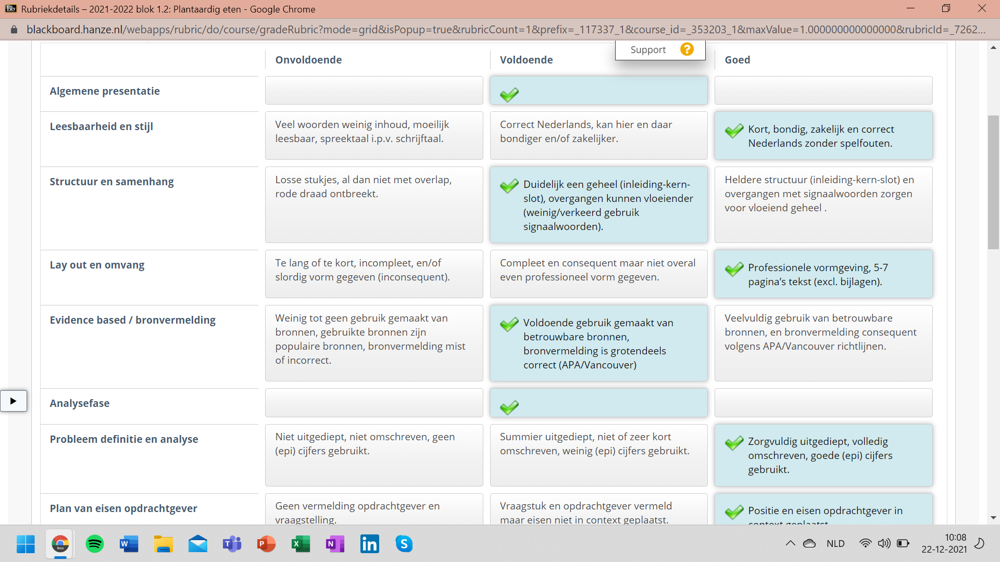 Rubriekdetails – 2021-2022 blok 1.2: Plantaardig eten - Google Chrome
blackboard.hanze.nl/webapps/rubric/do/course/gradeRubric?mode=grid&isPopup=true&rubricCount=1&prefix=_117337_1&course_id=_353203_1&maxValue=1.000000000000000&rubricId=_7262...
Support ?
Onvoldoende
Voldoende
Goed
Algemene presentatie
Leesbaarheid en stijl
Veel woorden weinig inhoud, moeilijk
leesbaar, spreektaal i.p.v. schrijftaal.
Correct Nederlands, kan hier en daar
bondiger en/of zakelijker.
Kort, bondig, zakelijk en correct
Nederlands zonder spelfouten.
Structuur en samenhang
Losse stukjes, al dan niet met overlap,
rode draad ontbreekt.
Duidelijk een geheel (inleiding-kern-
slot), overgangen kunnen vloeiender
(weinig/verkeerd gebruik
signaalwoorden).
Heldere structuur (inleiding-kern-slot) en
overgangen met signaalwoorden zorgen
voor vloeiend geheel .
Lay out en omvang
Te lang of te kort, incompleet, en/of
slordig vorm gegeven (inconsequent).
Compleet en consequent maar niet overal
even professioneel vorm gegeven.
Professionele vormgeving, 5-7
pagina's tekst (excl. bijlagen).
Evidence based / bronvermelding
Weinig tot geen gebruik gemaakt van
bronnen, gebruikte bronnen zijn
populaire bronnen, bronvermelding mist
of incorrect.
Voldoende gebruik gemaakt van
betrouwbare bronnen,
bronvermelding is grotendeels
correct (APA/Vancouver)
Veelvuldig gebruik van betrouwbare
bronnen, en bronvermelding consequent
volgens APA/Vancouver richtlijnen.
Analysefase
Probleem definitie en analyse
Niet uitgediept, niet omschreven, geen
(epi) cijfers gebruikt.
Summier uitgediept, niet of zeer kort
omschreven, weinig (epi) cijfers gebruikt.
Zorgvuldig uitgediept, volledig
omschreven, goede (epi) cijfers
gebruikt.
Plan van eisen opdrachtgever
Geen vermelding opdrachtgever en
vraagstelling.
Vraagstuk en opdrachtgever vermeld
maar eisen niet in context geplaatst.
Positie en eisen opdrachtgever in
context geplaatst
NLD
10:08
22-12-2021